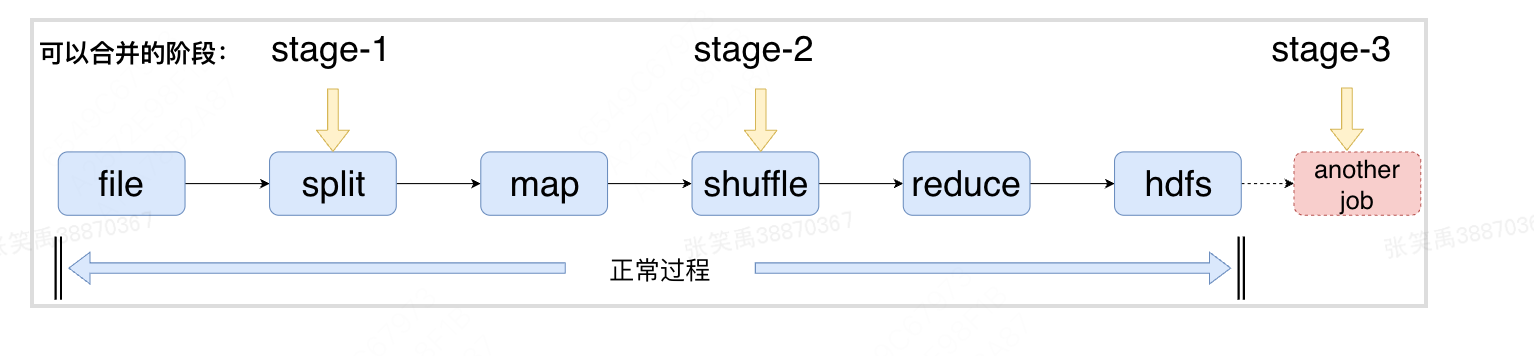 可以合并的阶段： stage-1 stage-2 stage-3
file split map shuffle reduce hdfs another
job
正常过程
张笑禹38870367 张笑禹38870367 张笑禹3887036